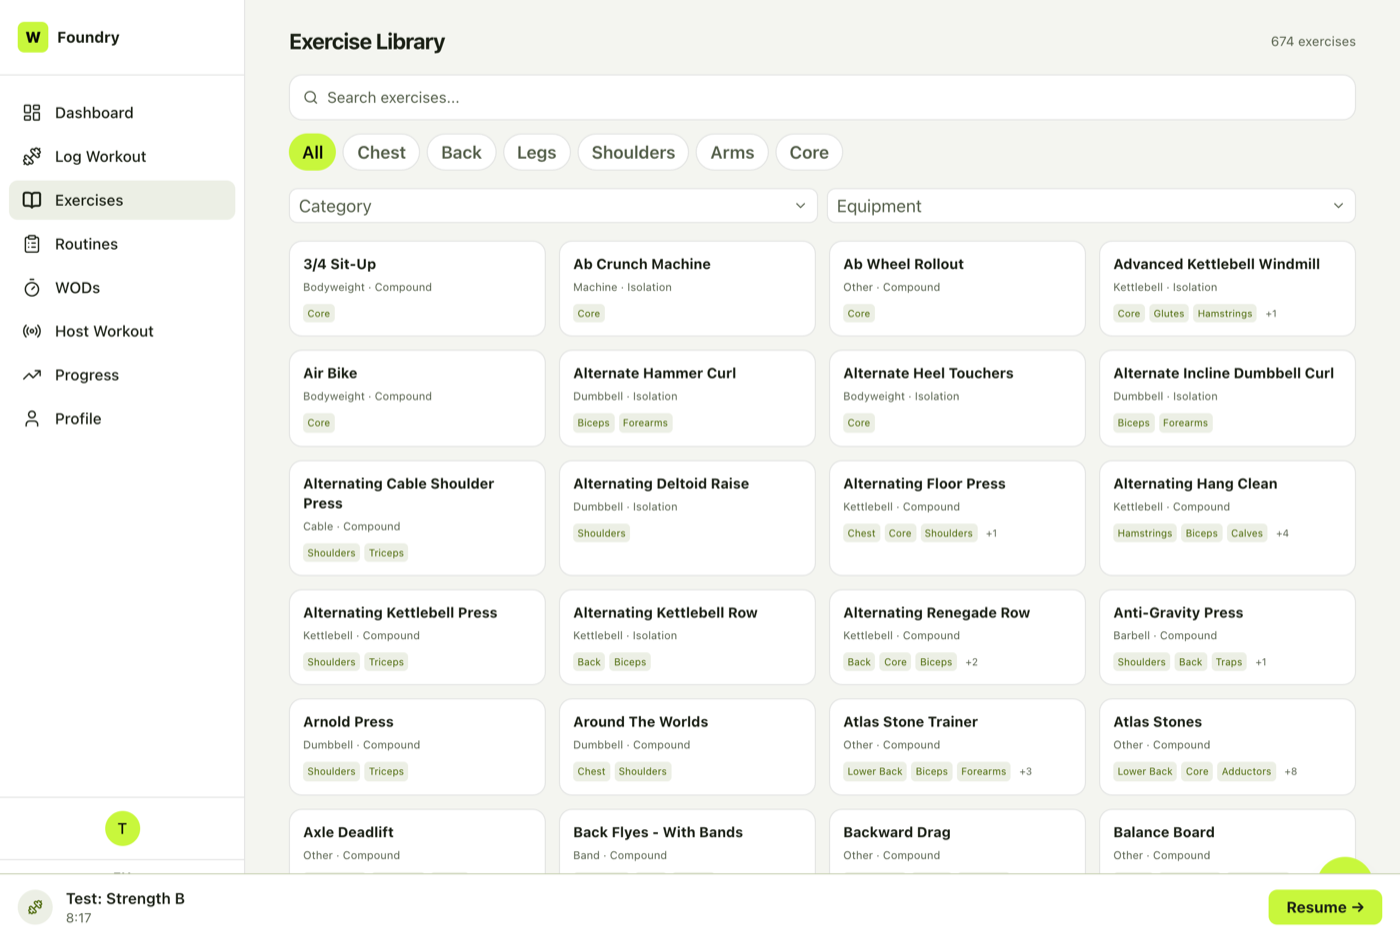 W Foundry
Dashboard
Log Workout
Exercises
Routines
WODs
Host Workout
Progress
Profile
T
Exercise Library
674 exercises
Search exercises...
All Chest Back Legs Shoulders Arms Core
Category
Equipment
3/4 Sit-Up
Bodyweight · Compound
Core
Ab Crunch Machine
Machine · Isolation
Core
Ab Wheel Rollout
Other · Compound
Core
Advanced Kettlebell Windmill
Kettlebell · Isolation
Core Glutes Hamstrings +1
Air Bike
Bodyweight · Compound
Core
Alternate Hammer Curl
Dumbbell · Isolation
Biceps Forearms
Alternate Heel Touchers
Bodyweight · Isolation
Core
Alternate Incline Dumbbell Curl
Dumbbell · Isolation
Biceps Forearms
Alternating Cable Shoulder
Press
Cable · Compound
Shoulders Triceps
Alternating Deltoid Raise
Dumbbell · Isolation
Shoulders
Alternating Floor Press
Kettlebell · Compound
Chest Core Shoulders +1
Alternating Hang Clean
Kettlebell · Compound
Hamstrings Biceps Calves +4
Alternating Kettlebell Press
Kettlebell · Compound
Shoulders Triceps
Alternating Kettlebell Row
Kettlebell · Isolation
Back Biceps
Alternating Renegade Row
Kettlebell · Compound
Back Core Biceps +2
Anti-Gravity Press
Barbell · Compound
Shoulders Back Traps +1
Arnold Press
Dumbbell · Compound
Shoulders Triceps
Around The Worlds
Dumbbell · Compound
Chest Shoulders
Atlas Stone Trainer
Other · Compound
Lower Back Biceps Forearms +3
Atlas Stones
Other · Compound
Lower Back Core Adductors +8
Axle Deadlift
Other · Compound
Back Flyes - With Bands
Band · Compound
Backward Drag
Other · Compound
Balance Board
Other · Compound
Test: Strength B
8:17
Resume →